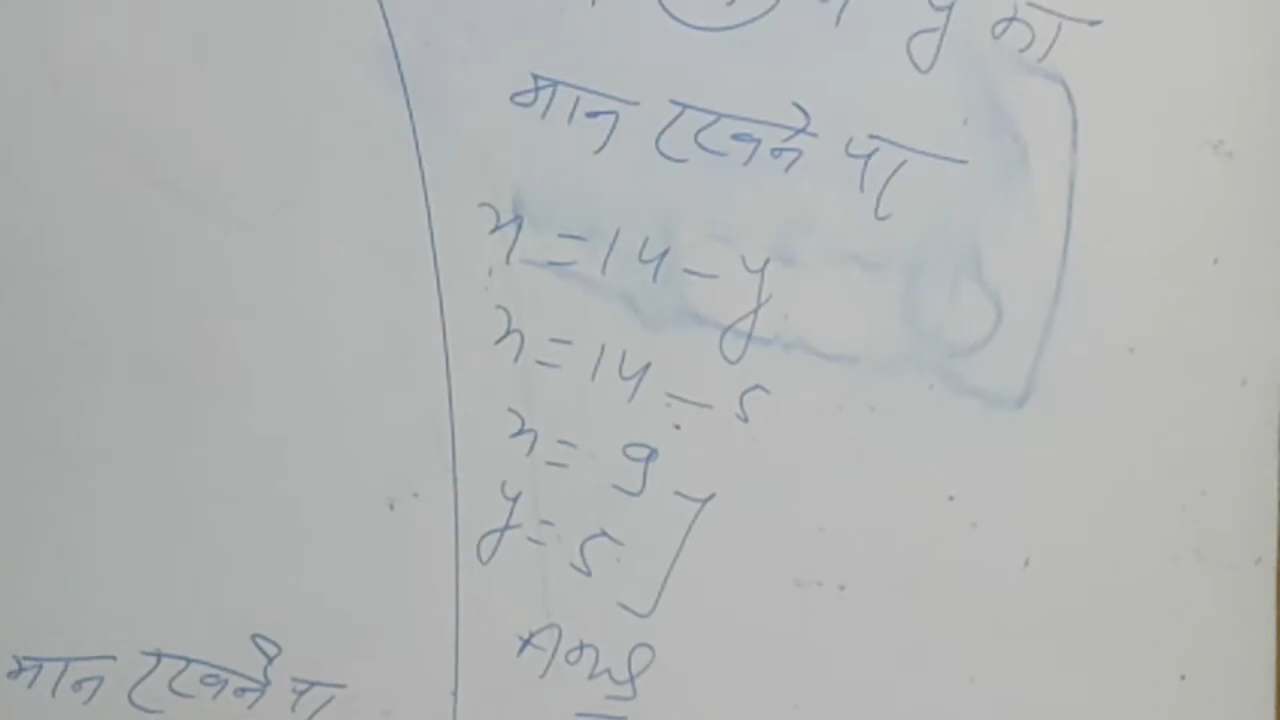 में y का
मान रखने पर
x = 14 - y
x = 14 - 5
x = 9
y = 5
Ans
मान रखने पर